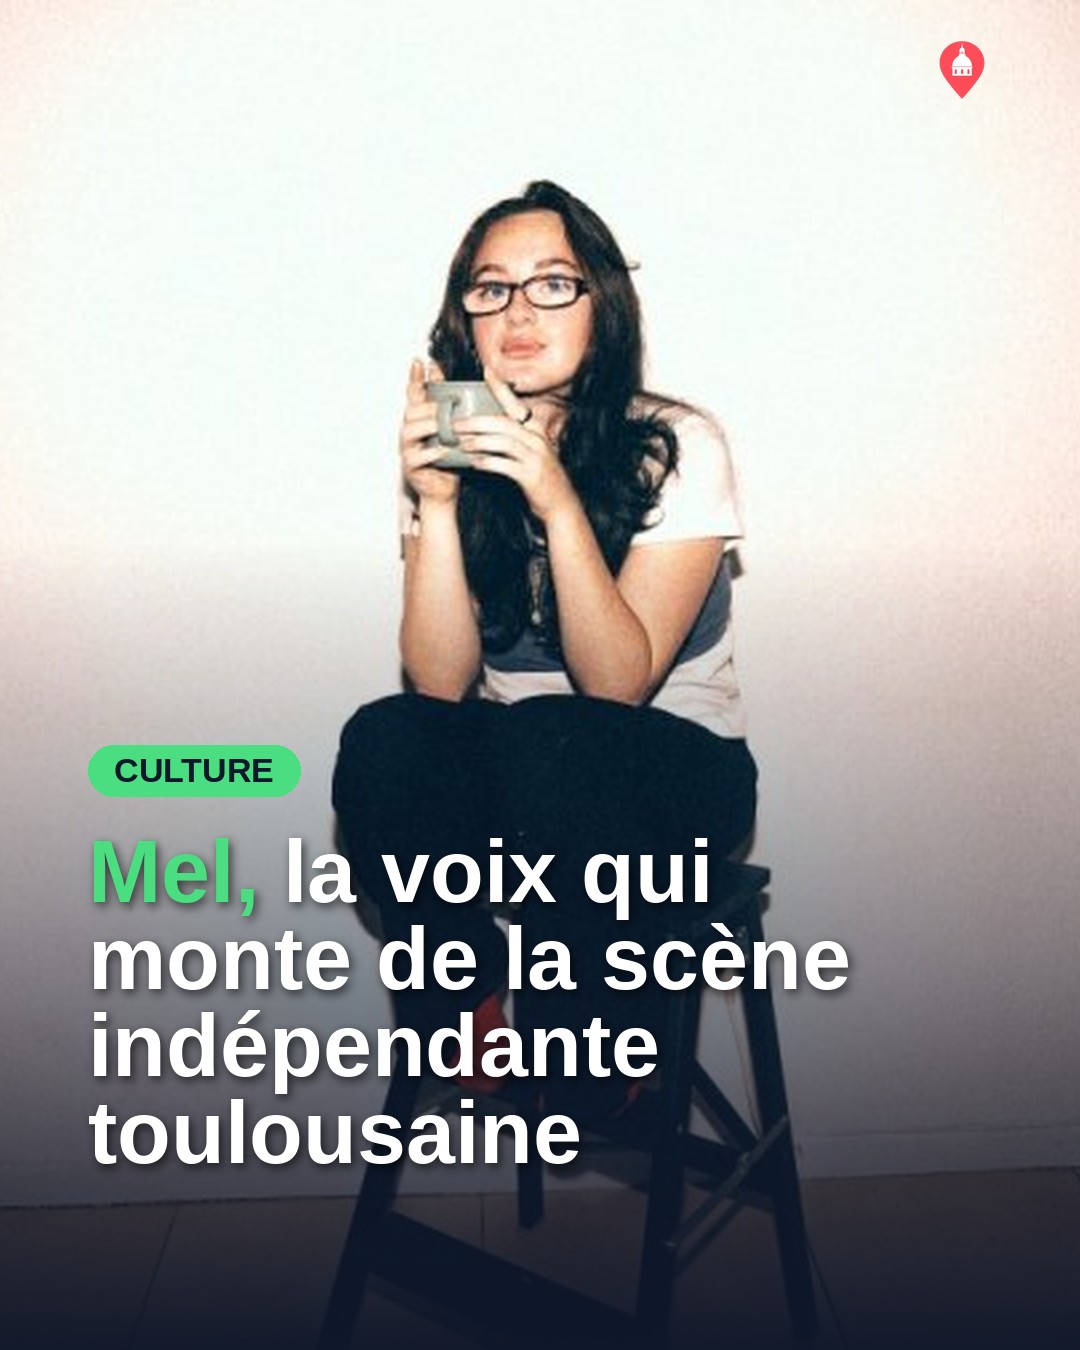 CULTURE
Mel, la voix qui
monte de la scène
indépendante
toulousaine